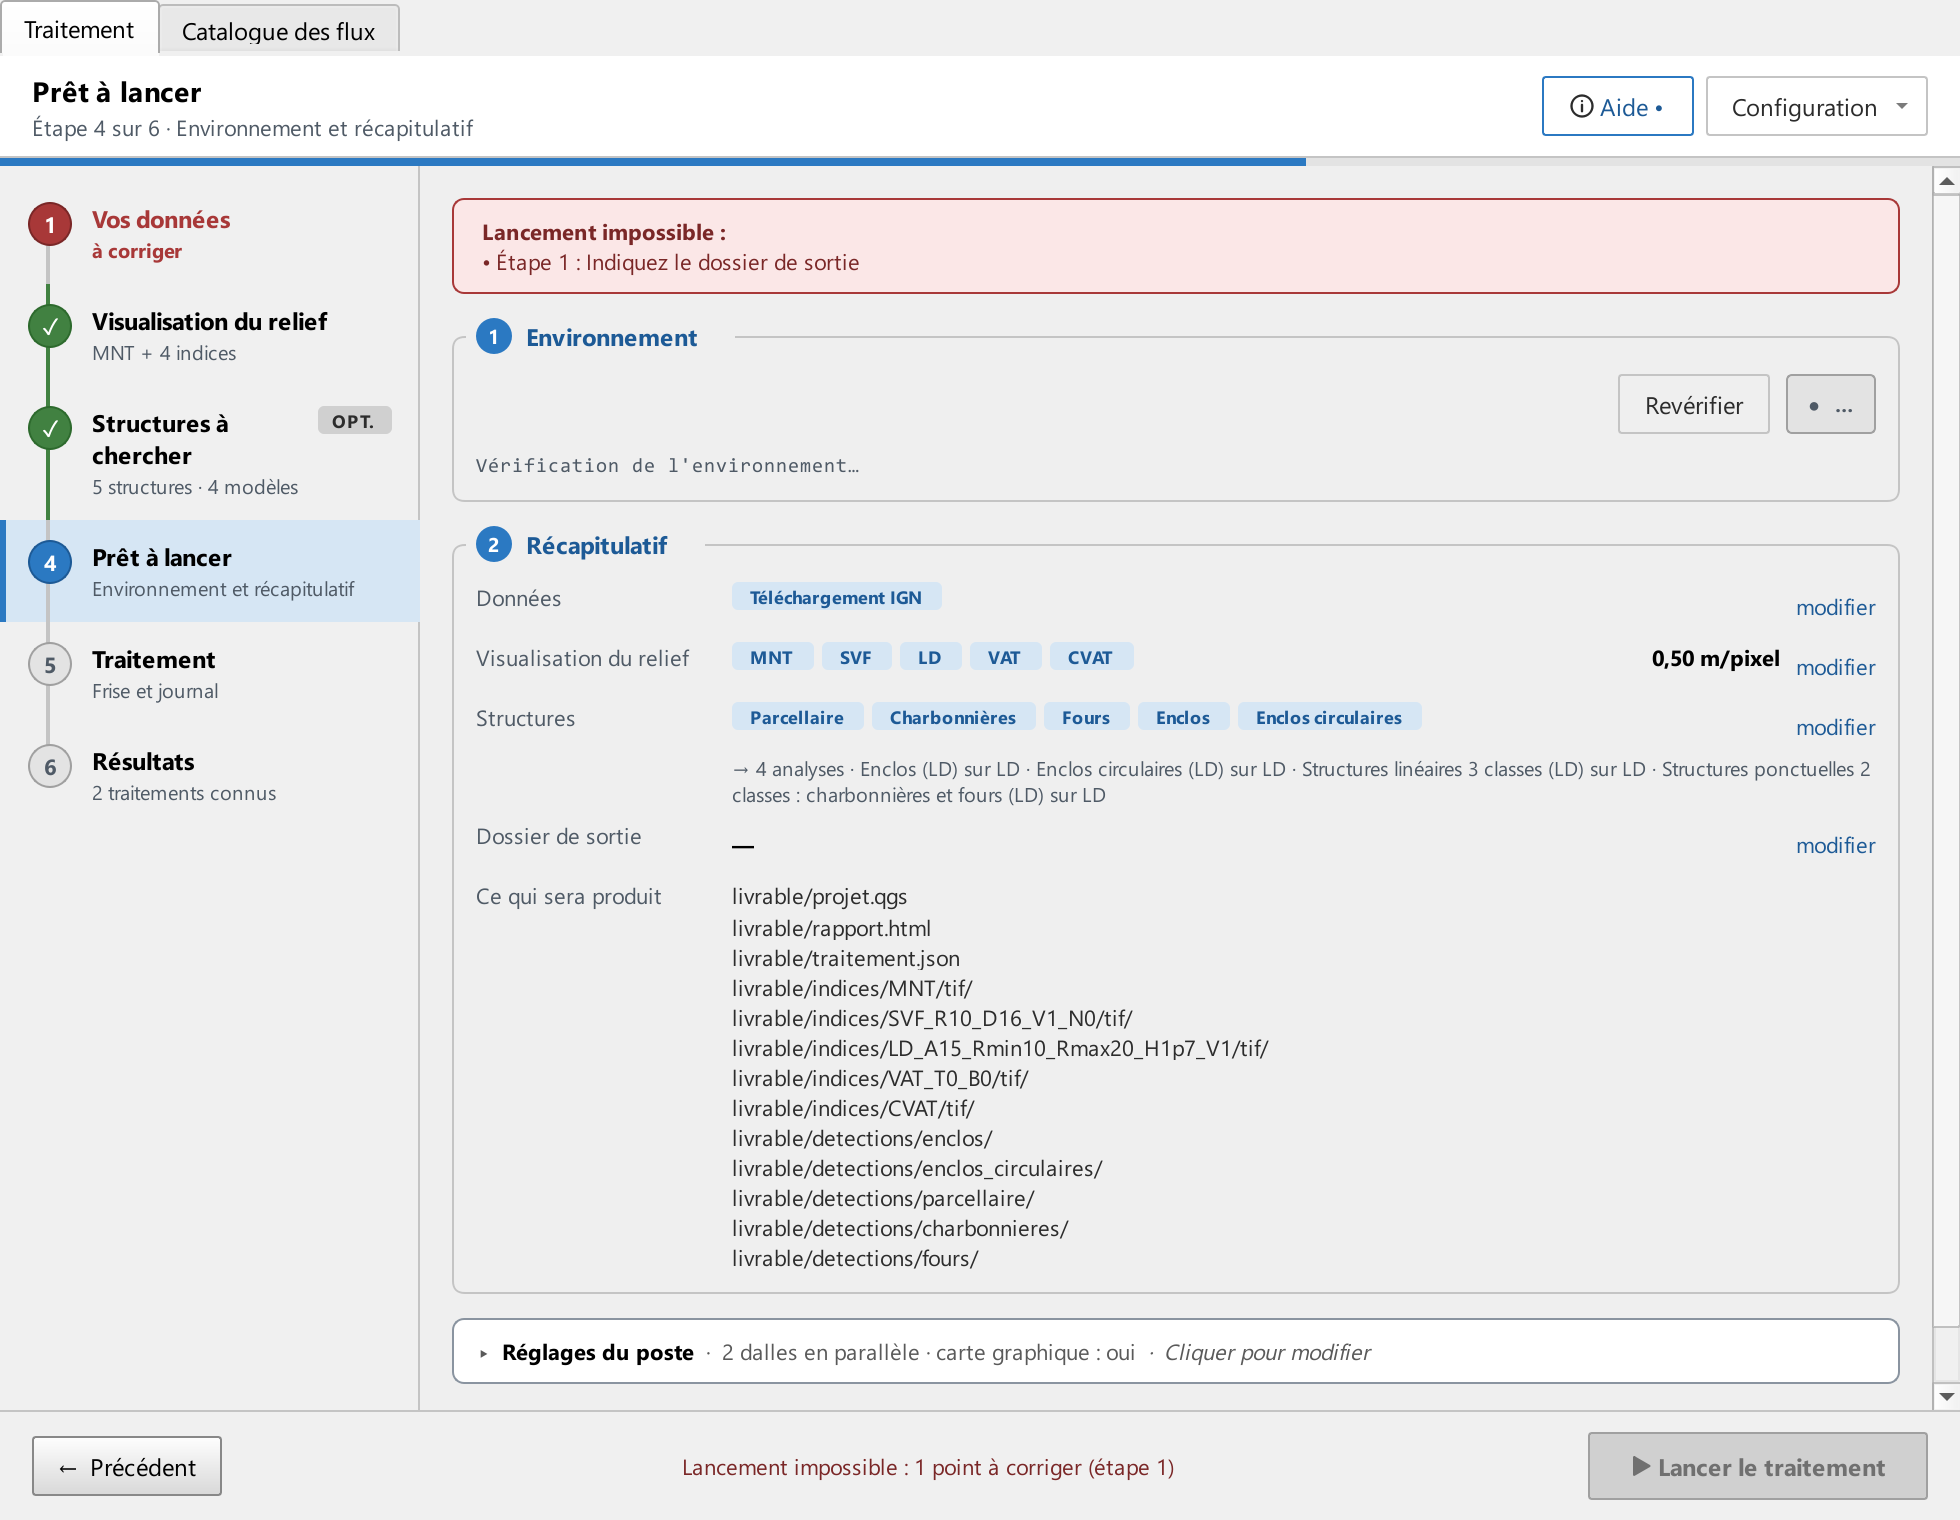 Traitement
Catalogue des flux
Prêt à lancer
Étape 4 sur 6 · Environnement et récapitulatif
Aide •
Configuration
1
Vos données
à corriger
✓
Visualisation du relief
MNT + 4 indices
✓
Structures à
chercher
OPT.
5 structures · 4 modèles
4
Prêt à lancer
Environnement et récapitulatif
5
Traitement
Frise et journal
6
Résultats
2 traitements connus
Lancement impossible :
• Étape 1 : Indiquez le dossier de sortie
1 Environnement
Revérifier
• ...
Vérification de l'environnement…
2 Récapitulatif
Données
Téléchargement IGN
modifier
Visualisation du relief
MNT SVF LD VAT CVAT
0,50 m/pixel
modifier
Structures
Parcellaire Charbonnières Fours Enclos Enclos circulaires
modifier
→ 4 analyses · Enclos (LD) sur LD · Enclos circulaires (LD) sur LD · Structures linéaires 3 classes (LD) sur LD · Structures ponctuelles 2
classes : charbonnières et fours (LD) sur LD
Dossier de sortie
—
modifier
Ce qui sera produit
livrable/projet.qgs
livrable/rapport.html
livrable/traitement.json
livrable/indices/MNT/tif/
livrable/indices/SVF_R10_D16_V1_N0/tif/
livrable/indices/LD_A15_Rmin10_Rmax20_H1p7_V1/tif/
livrable/indices/VAT_T0_B0/tif/
livrable/indices/CVAT/tif/
livrable/detections/enclos/
livrable/detections/enclos_circulaires/
livrable/detections/parcellaire/
livrable/detections/charbonnieres/
livrable/detections/fours/
▸ Réglages du poste · 2 dalles en parallèle · carte graphique : oui · Cliquer pour modifier
← Précédent
Lancement impossible : 1 point à corriger (étape 1)
▶ Lancer le traitement